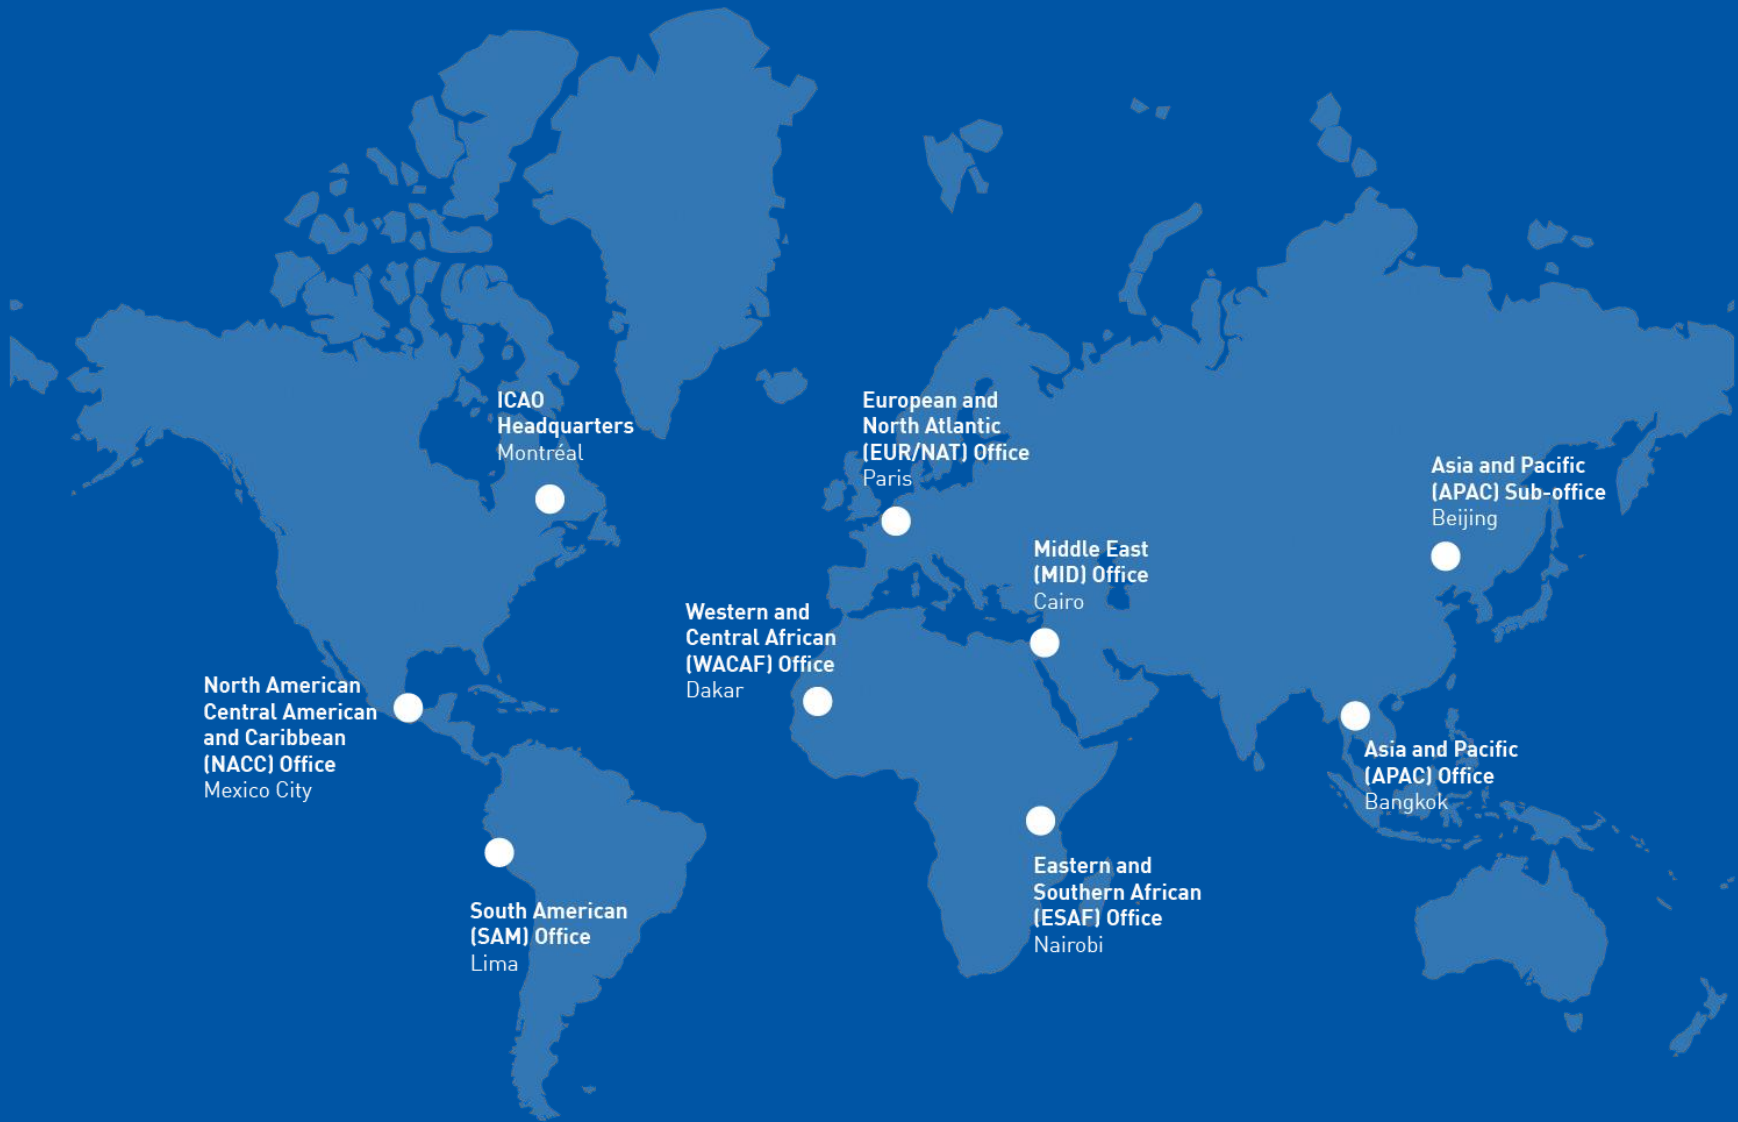 ICAO
Headquarters
Montréal
European and
North Atlantic
(EUR/NAT) Office
Paris
Asia and Pacific
(APAC) Sub-office
Beijing
Middle East
(MID) Office
Cairo
Western and
Central African
(WACAF) Office
Dakar
North American
Central American
and Caribbean
(NACC) Office
Mexico City
Asia and Pacific
(APAC) Office
Bangkok
Eastern and
Southern African
(ESAF) Office
Nairobi
South American
(SAM) Office
Lima